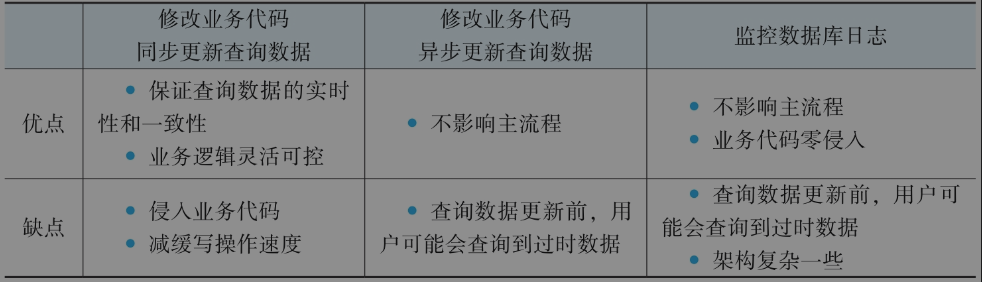 修改业务代码
同步更新查询数据
修改业务代码
异步更新查询数据
监控数据库日志
优点
• 保证查询数据的实时
性和一致性
• 业务逻辑灵活可控
• 不影响主流程
• 不影响主流程
• 业务代码零侵入
缺点
• 侵入业务代码
• 减缓写操作速度
• 查询数据更新前，用
户可能会查询到过时数据
• 查询数据更新前，用户可
能会查询到过时数据
• 架构复杂一些